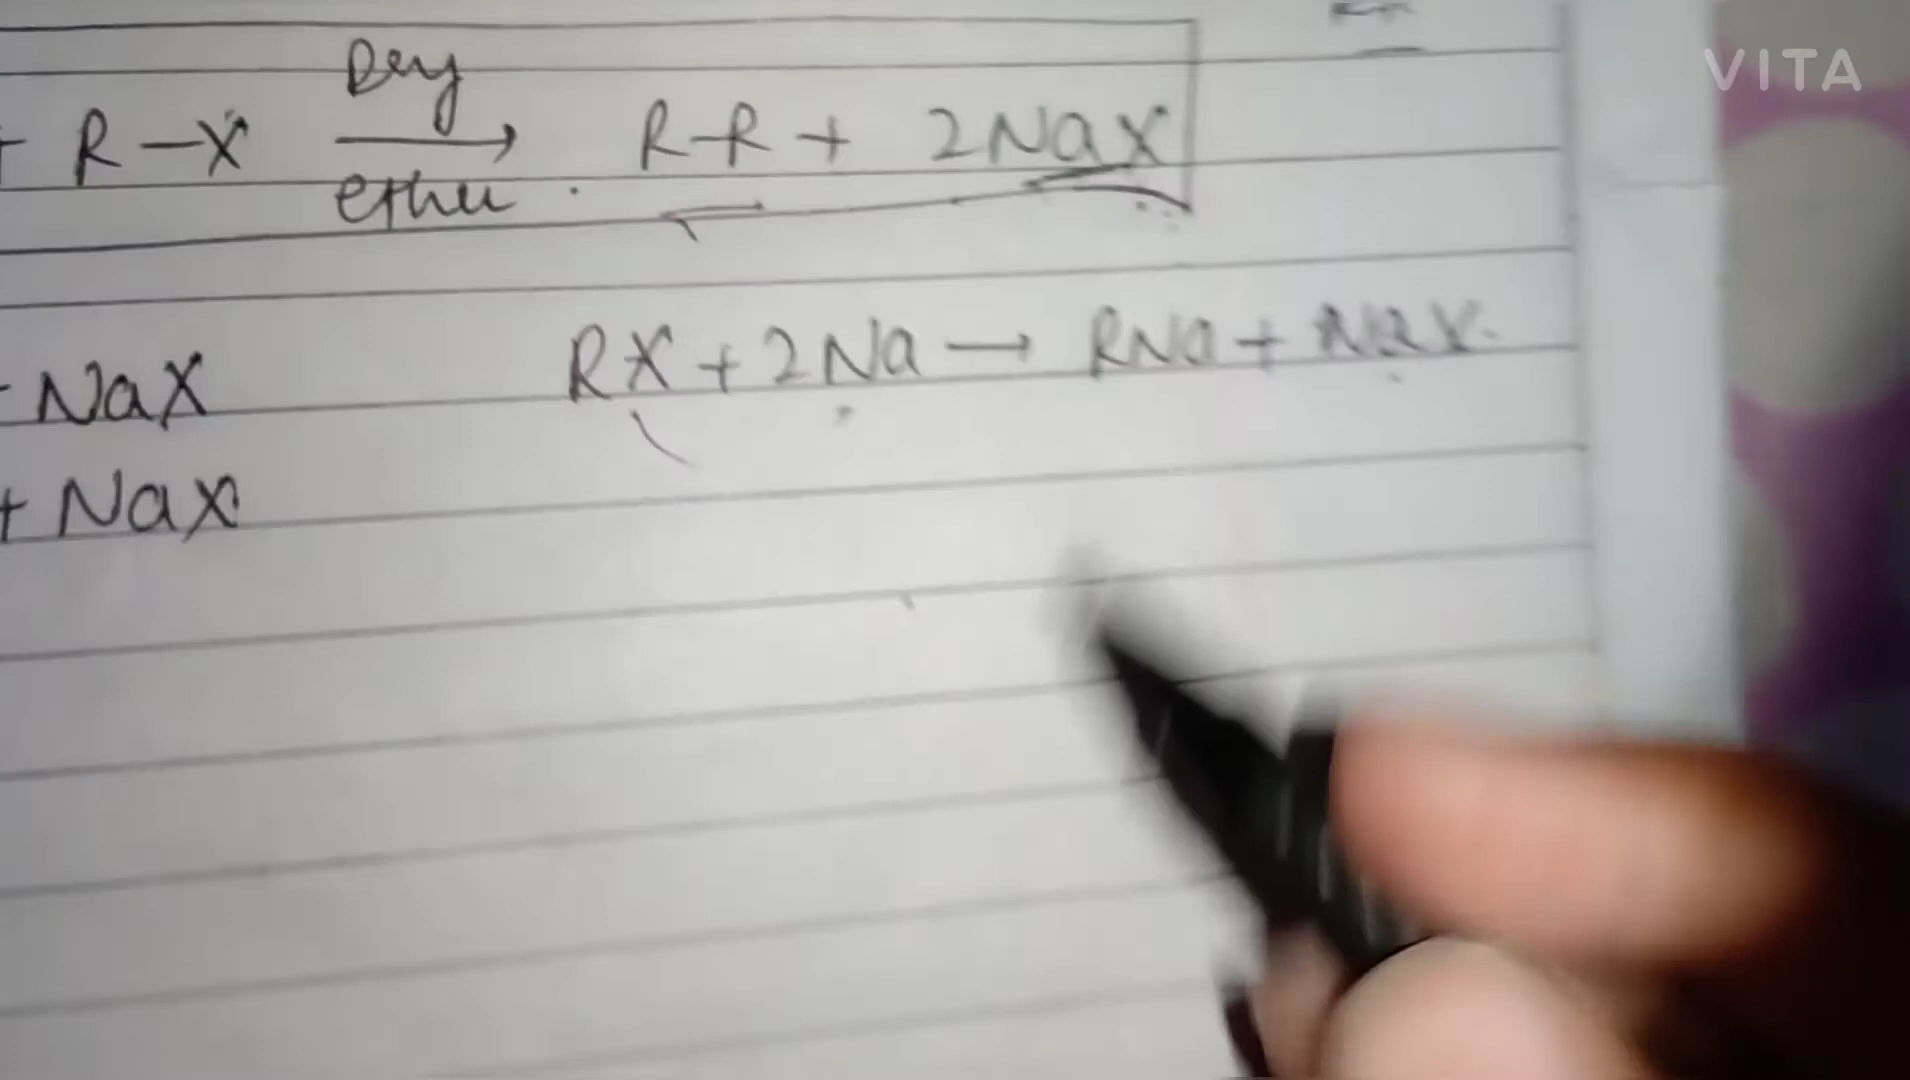 VITA
Dry
+ R-X → R-R + 2NaX
ether
- NaX
RX + 2Na → RNa + NaX
+ NaX